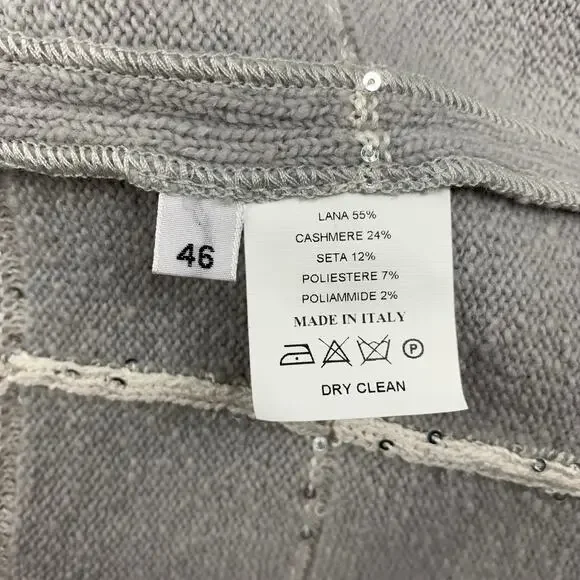 46
LANA 55%
CASHMERE 24%
SETA 12%
POLIESTERE 7%
POLIAMMIDE 2%
MADE IN ITALY
P
DRY CLEAN